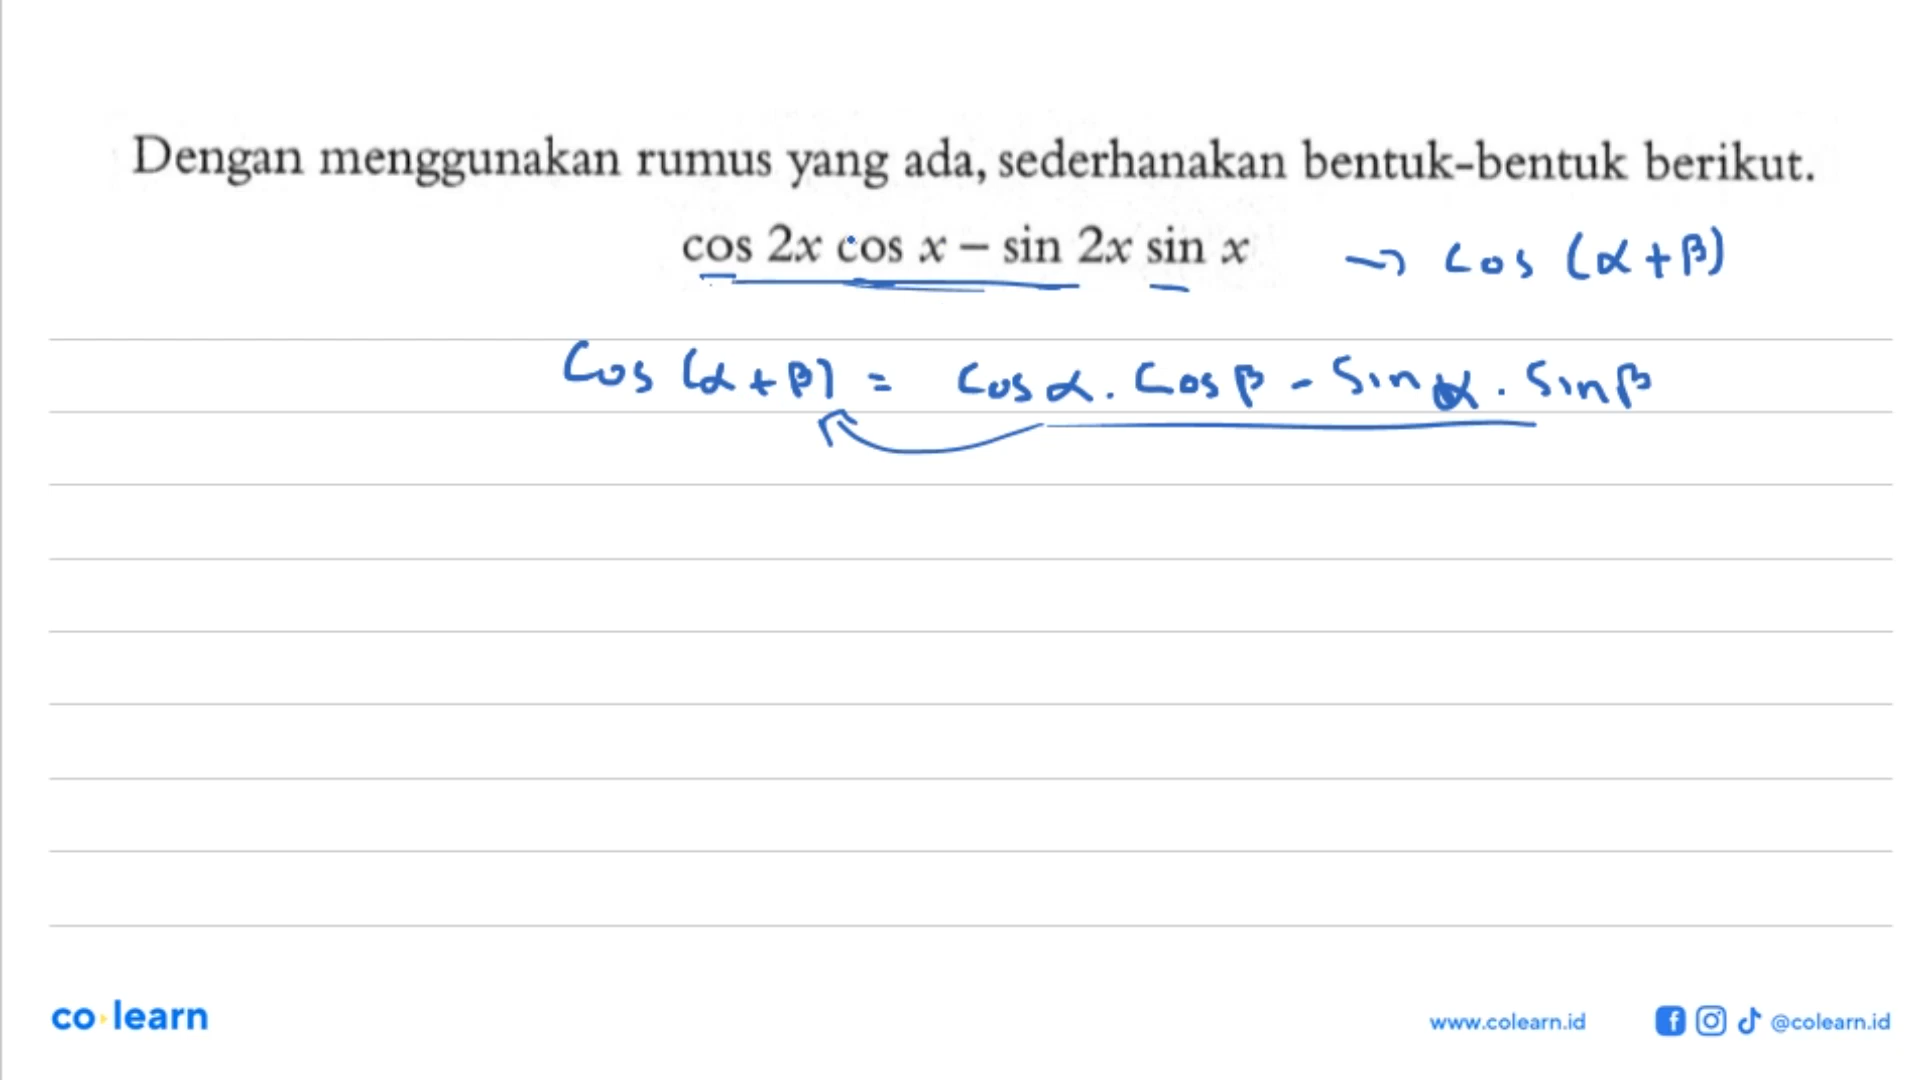 Dengan menggunakan rumus yang ada, sederhanakan bentuk-bentuk berikut.
cos 2x cos x – sin 2x sin x → cos (α + β)
Cos (α + β) = cos α . Cos β - Sin α . Sin β
co learn
www.colearn.id @colearn.id